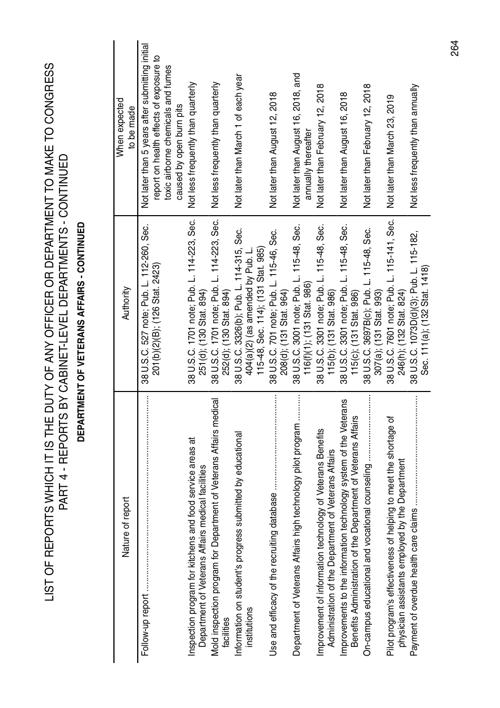 LIST OF REPORTS WHICH IT IS THE DUTY OF ANY OFFICER OR DEPARTMENT TO MAKE TO CONGRESS
PART 4 - REPORTS BY CABINET-LEVEL DEPARTMENTS - CONTINUED
DEPARTMENT OF VETERANS AFFAIRS - CONTINUED
Nature of report
Authority
When expected
to be made
Follow-up report
38 U.S.C. 527 note; Pub. L. 112-260, Sec.
201(b)(2)(B); (126 Stat. 2423)
Not later than 5 years after submitting initial
report on health effects of exposure to
toxic airborne chemicals and fumes
caused by open burn pits
Inspection program for kitchens and food service areas at
Department of Veterans Affairs medical facilities
38 U.S.C. 1701 note; Pub. L. 114-223, Sec.
251(d); (130 Stat. 894)
Not less frequently than quarterly
Mold inspection program for Department of Veterans Affairs medical
facilities
38 U.S.C. 1701 note; Pub. L. 114-223, Sec.
252(d); (130 Stat. 894)
Not less frequently than quarterly
Information on student's progress submitted by educational
institutions
38 U.S.C. 3326(b); Pub. L. 114-315, Sec.
404(a)(2) (as amended by Pub. L.
115-48, Sec. 114); (131 Stat. 985)
Not later than March 1 of each year
Use and efficacy of the recruiting database
38 U.S.C. 701 note; Pub. L. 115-46, Sec.
208(d); (131 Stat. 964)
Not later than August 12, 2018
Department of Veterans Affairs high technology pilot program
38 U.S.C. 3001 note; Pub. L. 115-48, Sec.
116(f)(1); (131 Stat. 986)
Not later than August 16, 2018, and
annually thereafter
Improvement of information technology of Veterans Benefits
Administration of the Department of Veterans Affairs
38 U.S.C. 3301 note; Pub. L. 115-48, Sec.
115(b); (131 Stat. 986)
Not later than February 12, 2018
Improvements to the information technology system of the Veterans
Benefits Administration of the Department of Veterans Affairs
38 U.S.C. 3301 note; Pub. L. 115-48, Sec.
115(c); (131 Stat. 986)
Not later than August 16, 2018
On-campus educational and vocational counseling
38 U.S.C. 3697B(c); Pub. L. 115-48, Sec.
307(a); (131 Stat. 993)
Not later than February 12, 2018
Pilot program's effectiveness of helping to meet the shortage of
physician assistants employed by the Department
38 U.S.C. 7601 note; Pub. L. 115-141, Sec.
246(h); (132 Stat. 824)
Not later than March 23, 2019
Payment of overdue health care claims
38 U.S.C. 1073D(d)(3); Pub. L. 115-182,
Sec. 111(a); (132 Stat. 1418)
Not less frequently than annually
264